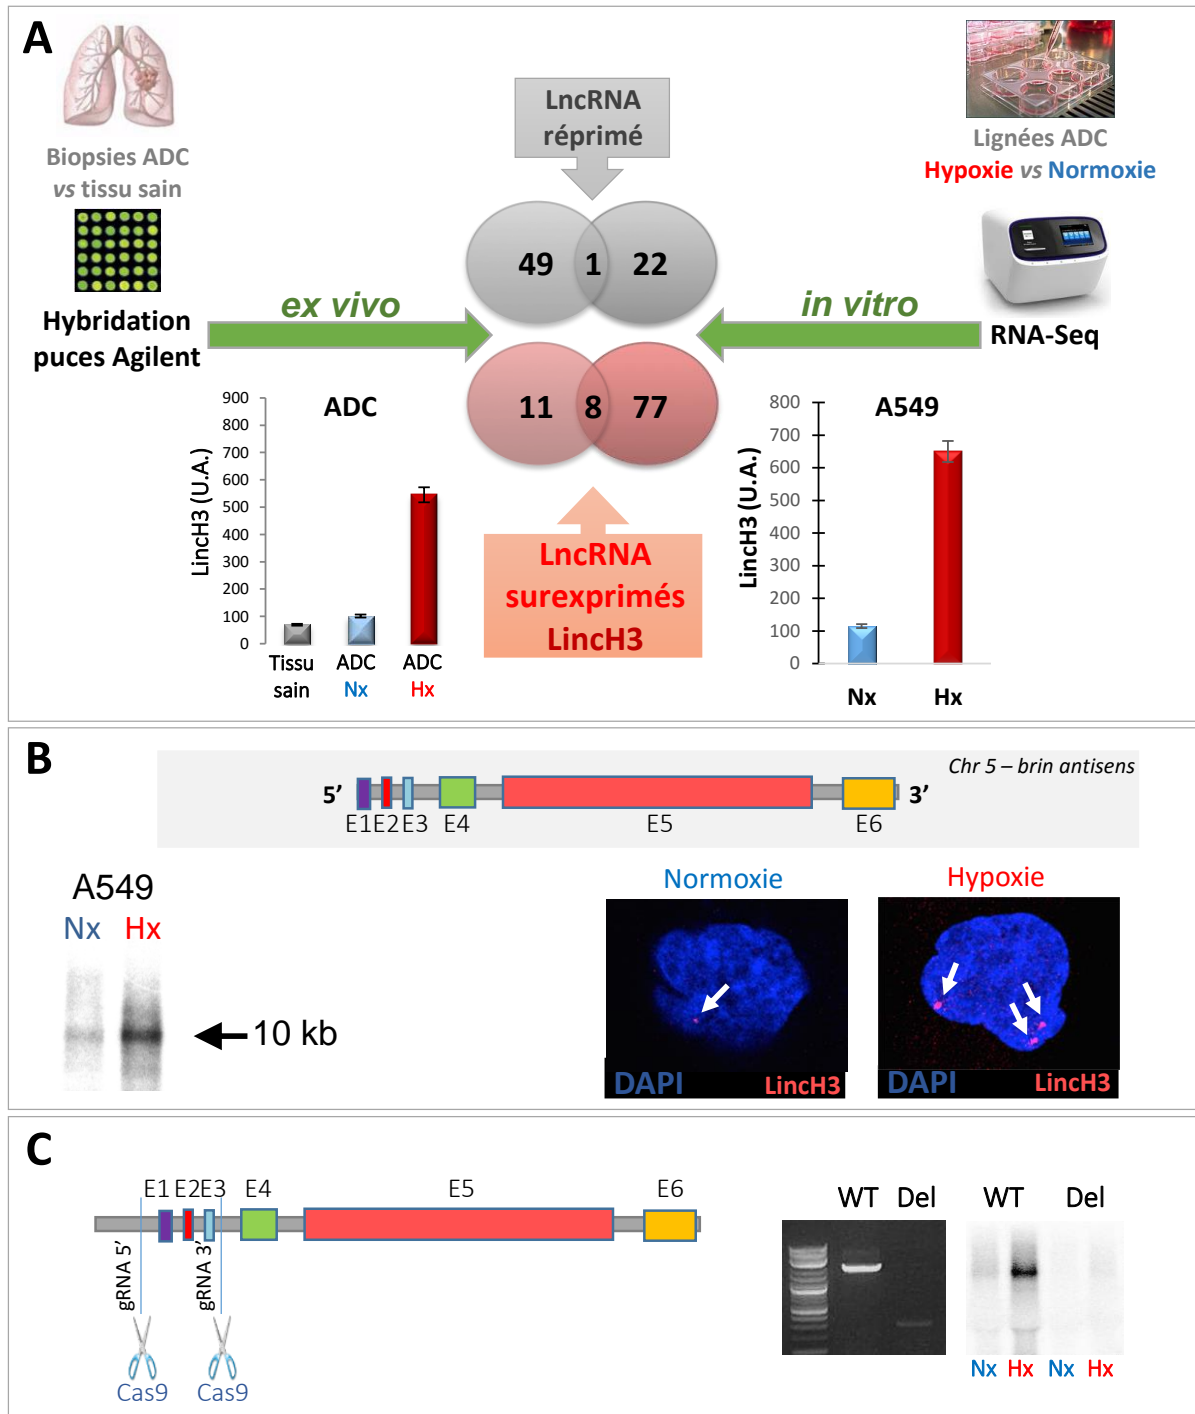 A
Biopsies ADC
vs tissu sain
Hybridation
puces Agilent
ex vivo
LncRNA
réprimé
49 1 22
11 8 77
LncRNA
surexprimés
LincH3
Lignées ADC
Hypoxie vs Normoxie
in vitro
RNA-Seq
ADC
LincH3 (U.A.)
900
800
700
600
500
400
300
200
100
0
Tissu
sain
ADC
Nx
ADC
Hx
A549
LincH3 (U.A.)
800
700
600
500
400
300
200
100
0
Nx Hx
B
Chr 5 – brin antisens
5’ 3’
E1 E2 E3 E4 E5 E6
A549
Nx Hx
10 kb
Normoxie
DAPI LincH3
Hypoxie
DAPI LincH3
C
E1 E2 E3 E4 E5 E6
gRNA 5’
gRNA 3’
Cas9 Cas9
WT Del
WT Del
Nx Hx Nx Hx